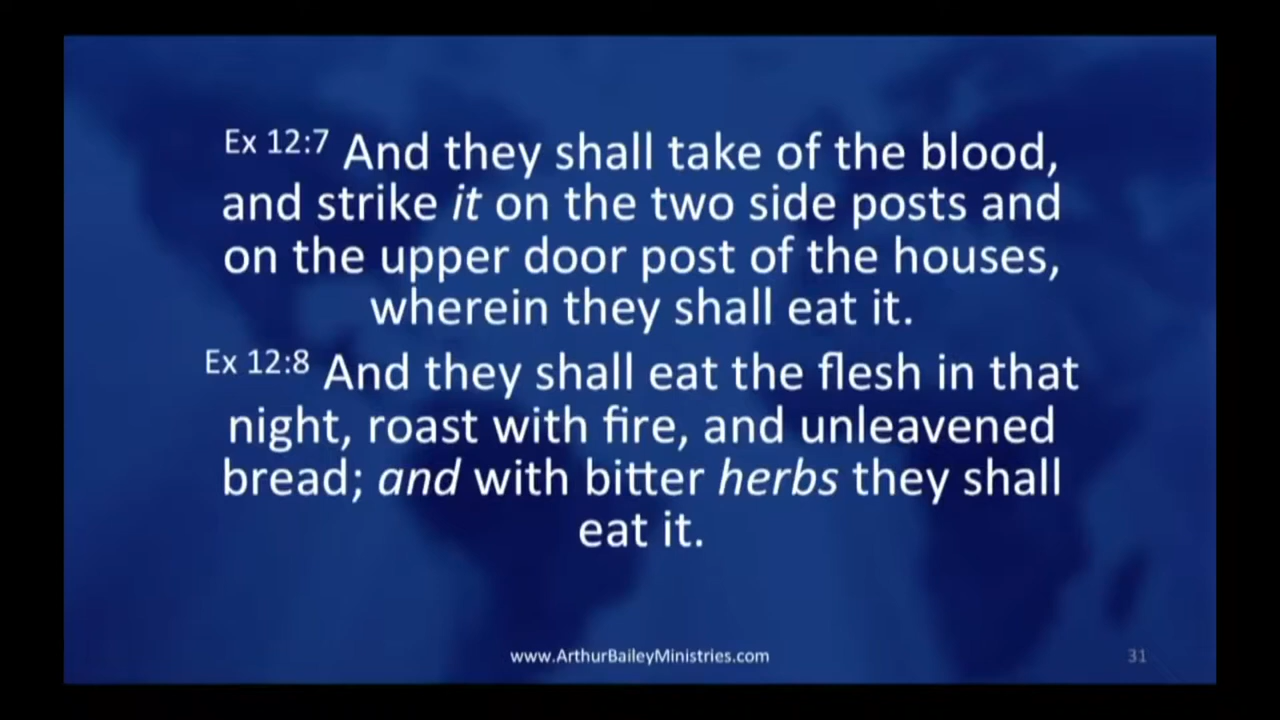 Ex 12:7 And they shall take of the blood,
and strike it on the two side posts and
on the upper door post of the houses,
wherein they shall eat it.
Ex 12:8 And they shall eat the flesh in that
night, roast with fire, and unleavened
bread; and with bitter herbs they shall
eat it.
www.ArthurBaileyMinistries.com
31